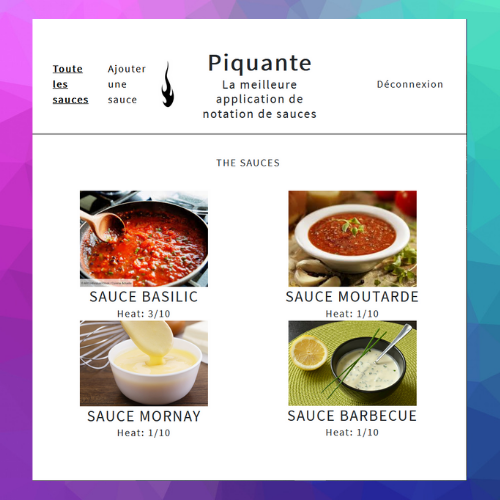 Toute
les
sauces
Ajouter
une
sauce
Piquante
La meilleure
application de
notation de sauces
Déconnexion
THE SAUCES
SAUCE BASILIC
Heat: 3/10
SAUCE MOUTARDE
Heat: 1/10
SAUCE MORNAY
Heat: 1/10
SAUCE BARBECUE
Heat: 1/10